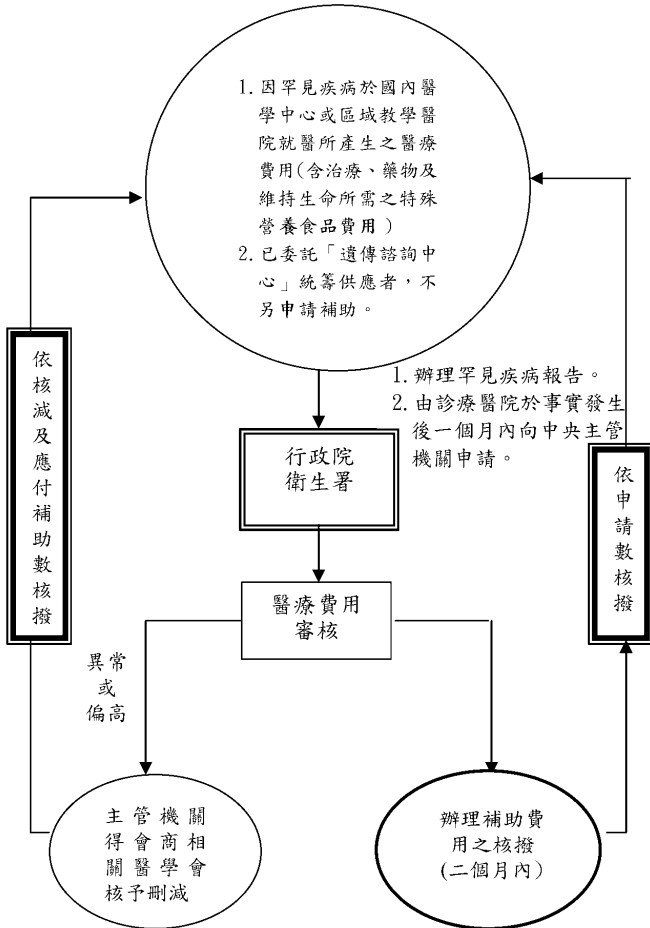 1. 因罕見疾病於國內醫
學中心或區域教學醫
院就醫所產生之醫療
費用(含治療、藥物及
維持生命所需之特殊
營養食品費用)
2. 已委託「遺傳諮詢中
心」統籌供應者，不
另申請補助。
1. 辦理罕見疾病報告。
2. 由診療醫院於事實發生
後一個月內向中央主管
機關申請。
行政院
衛生署
醫療費用
審核
異常
或
偏高
主管機關
得會商相
關醫學會
核予刪減
辦理補助費
用之核撥
(二個月內)
依核減及應付補助數核撥
依申請數核撥